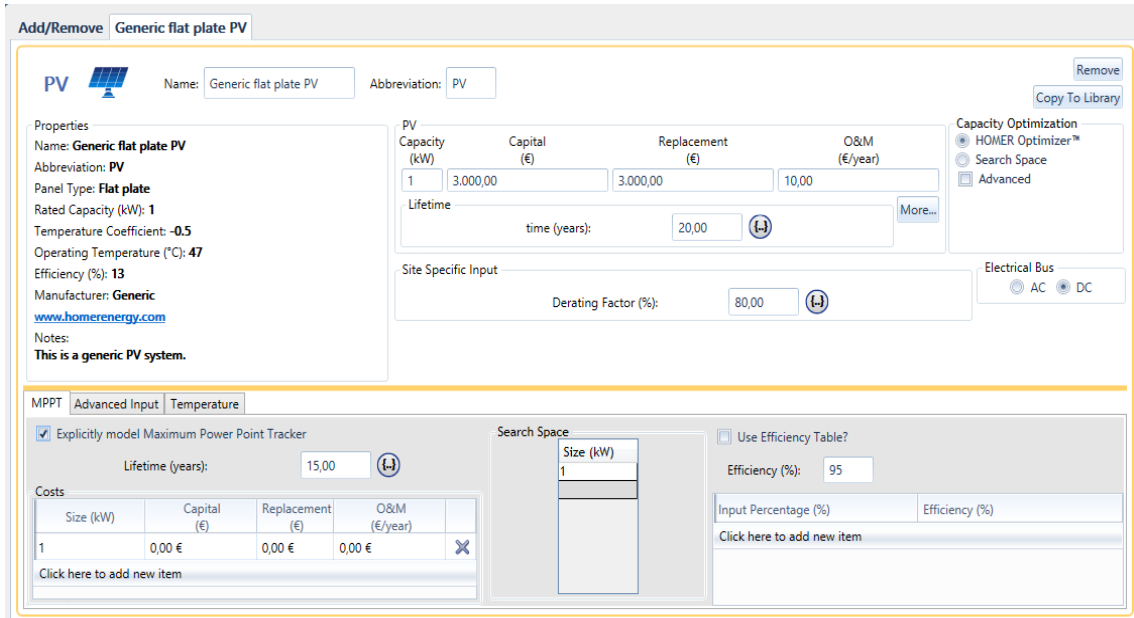 Add/Remove Generic flat plate PV
PV Name: Generic flat plate PV Abbreviation: PV
Remove
Copy To Library
Properties
Name: Generic flat plate PV
Abbreviation: PV
Panel Type: Flat plate
Rated Capacity (kW): 1
Temperature Coefficient: -0.5
Operating Temperature (°C): 47
Efficiency (%): 13
Manufacturer: Generic
www.homerenergy.com
Notes:
This is a generic PV system.
PV
Capacity Capital Replacement O&M
(kW) (€) (€) (€/year)
1 3.000,00 3.000,00 10,00
Lifetime
time (years): 20,00 {..}
More...
Site Specific Input
Derating Factor (%): 80,00 {..}
Capacity Optimization
HOMER Optimizer™
Search Space
Advanced
Electrical Bus
AC DC
MPPT Advanced Input Temperature
Explicitly model Maximum Power Point Tracker
Lifetime (years): 15,00 {..}
Costs
Size (kW) Capital Replacement O&M
(€) (€) (€/year)
1 0,00 € 0,00 € 0,00 €
Click here to add new item
Search Space
Size (kW)
1
Use Efficiency Table?
Efficiency (%): 95
Input Percentage (%) Efficiency (%)
Click here to add new item